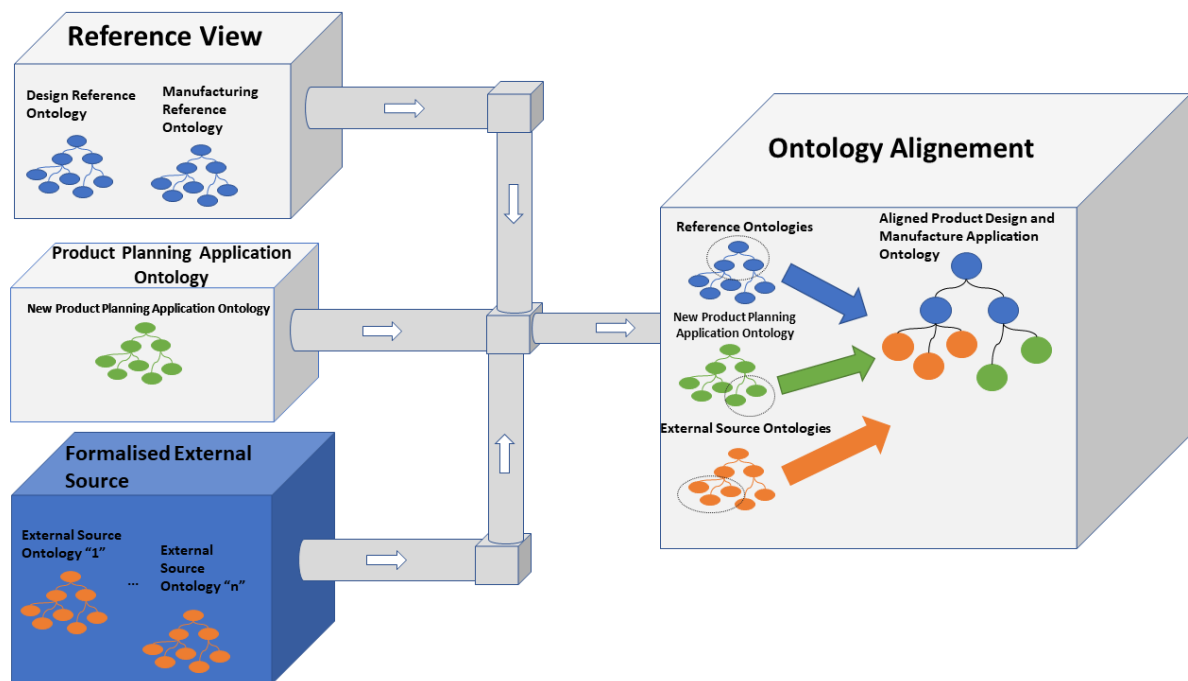 Reference View
Design Reference
Ontology
Manufacturing
Reference
Ontology
Product Planning Application
Ontology
New Product Planning Application Ontology
Formalised External
Source
External Source
Ontology “1”
...
External
Source
Ontology “n”
Ontology Alignement
Reference Ontologies
New Product Planning
Application Ontology
External Source Ontologies
Aligned Product Design and
Manufacture Application
Ontology